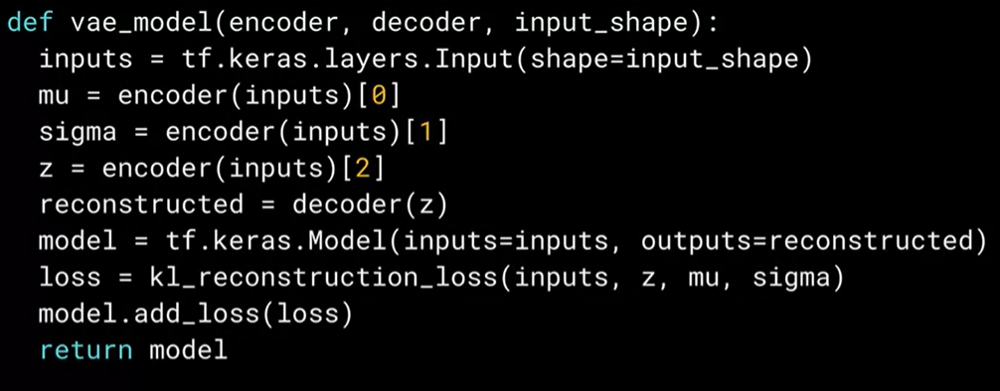 def vae_model(encoder, decoder, input_shape):
  inputs = tf.keras.layers.Input(shape=input_shape)
  mu = encoder(inputs)[0]
  sigma = encoder(inputs)[1]
  z = encoder(inputs)[2]
  reconstructed = decoder(z)
  model = tf.keras.Model(inputs=inputs, outputs=reconstructed)
  loss = kl_reconstruction_loss(inputs, z, mu, sigma)
  model.add_loss(loss)
  return model